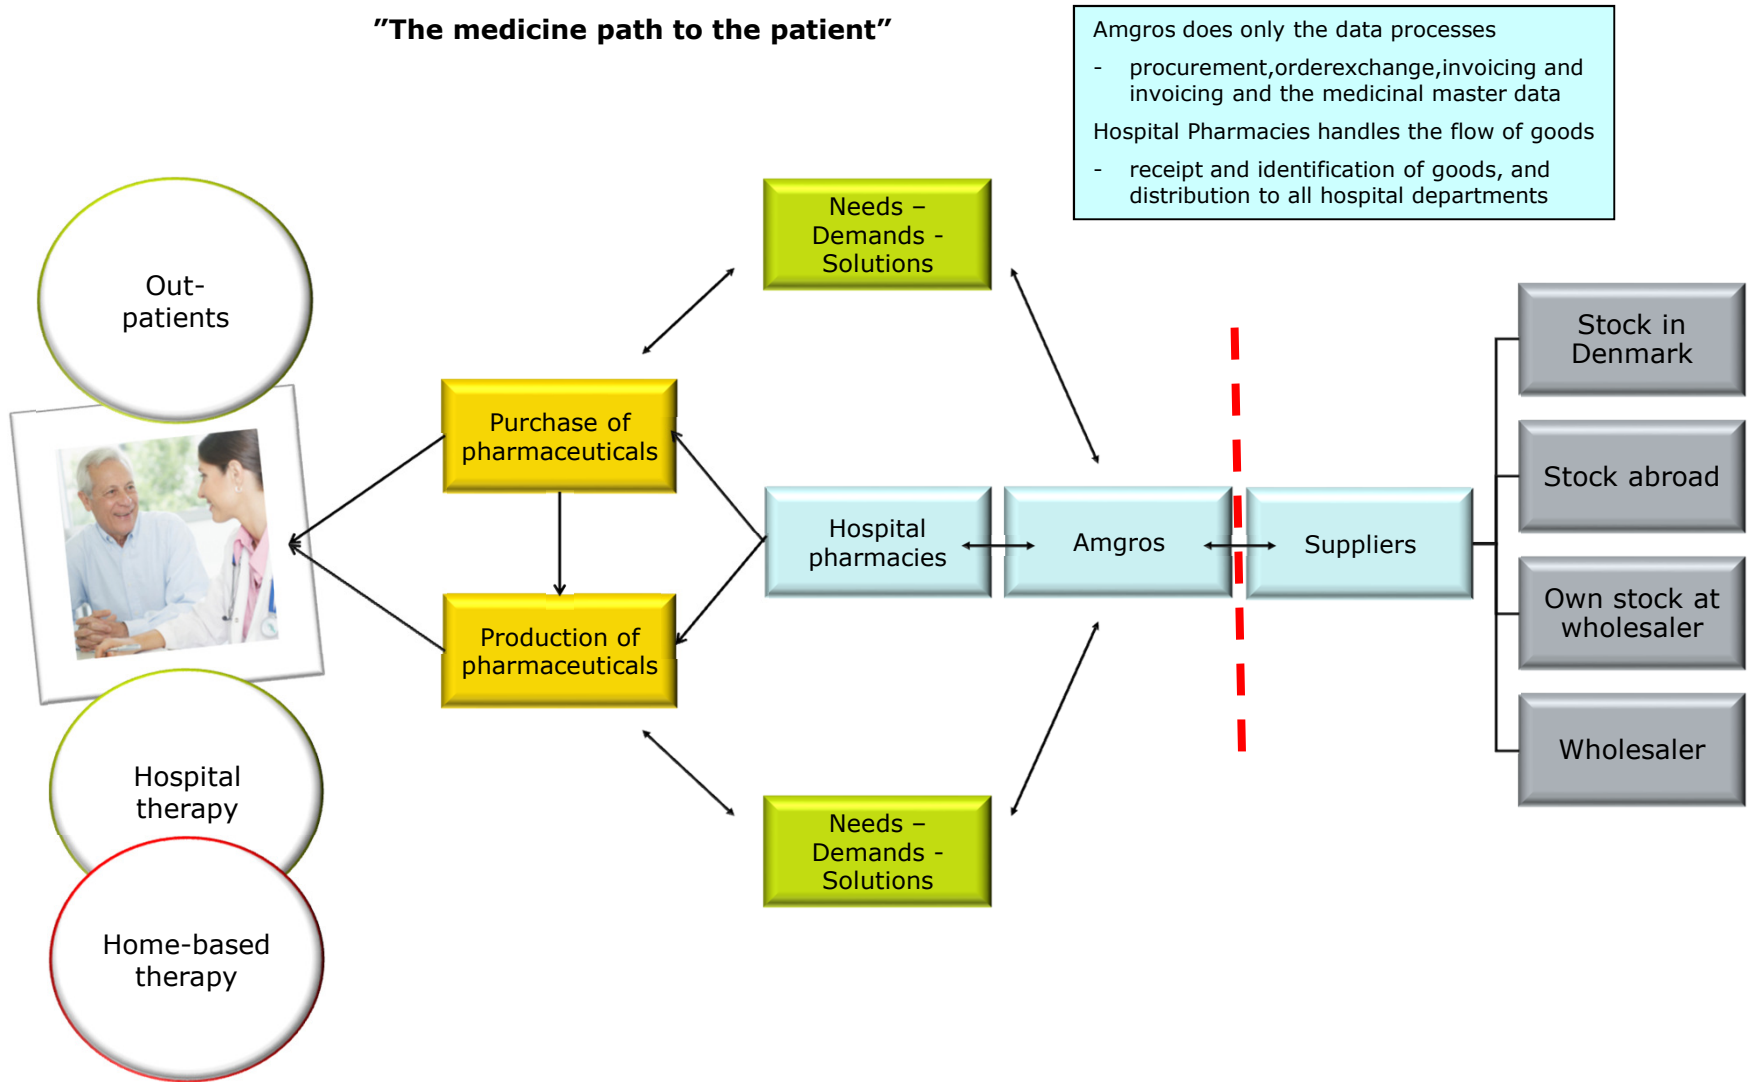 ”The medicine path to the patient”
Amgros does only the data processes
- procurement,orderexchange,invoicing and
invoicing and the medicinal master data
Hospital Pharmacies handles the flow of goods
- receipt and identification of goods, and
distribution to all hospital departments
Out-
patients
Hospital
therapy
Home-based
therapy
Purchase of
pharmaceuticals
Production of
pharmaceuticals
Needs –
Demands -
Solutions
Hospital
pharmacies
Amgros
Suppliers
Needs –
Demands -
Solutions
Stock in
Denmark
Stock abroad
Own stock at
wholesaler
Wholesaler